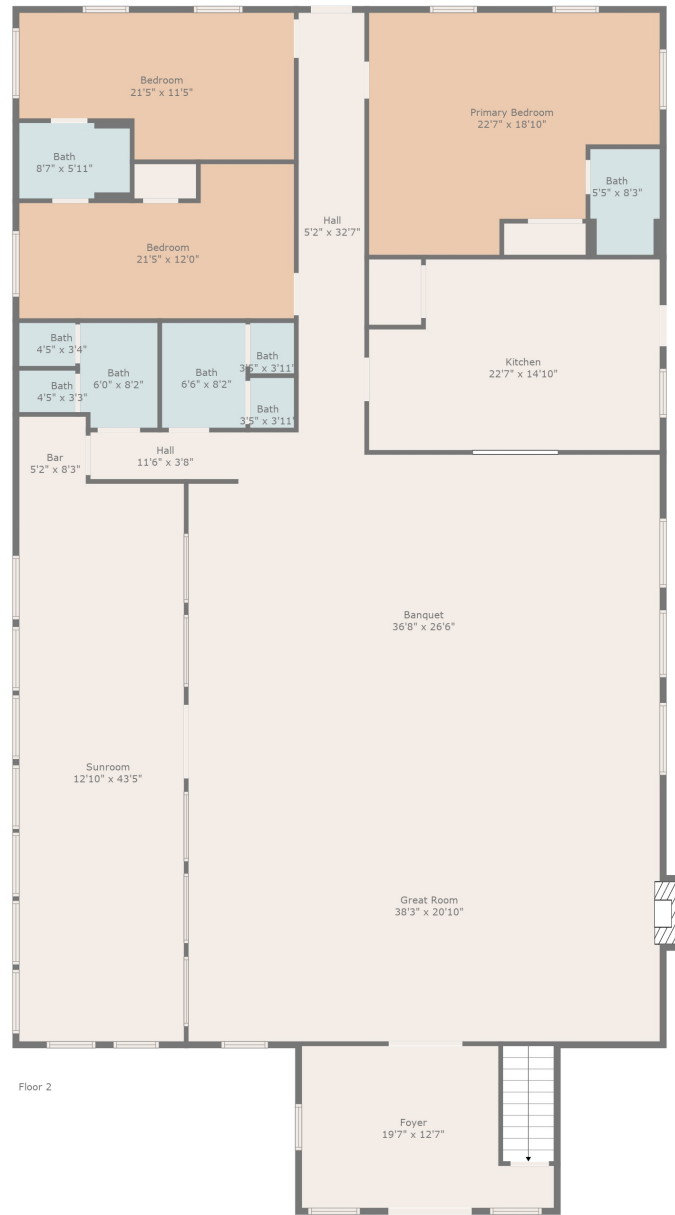 Bedroom
21'5" x 11'5"
Primary Bedroom
22'7" x 18'10"
Bath
8'7" x 5'11"
Bath
5'5" x 8'3"
Hall
5'2" x 32'7"
Bedroom
21'5" x 12'0"
Bath
4'5" x 3'4"
Bath
6'0" x 8'2"
Bath
6'6" x 8'2"
Bath
3'5" x 3'11"
Kitchen
22'7" x 14'10"
Bath
4'5" x 3'3"
Bath
3'5" x 3'11"
Bar
5'2" x 8'3"
Hall
11'6" x 3'8"
Banquet
36'8" x 26'6"
Sunroom
12'10" x 43'5"
Great Room
38'3" x 20'10"
Floor 2
Foyer
19'7" x 12'7"